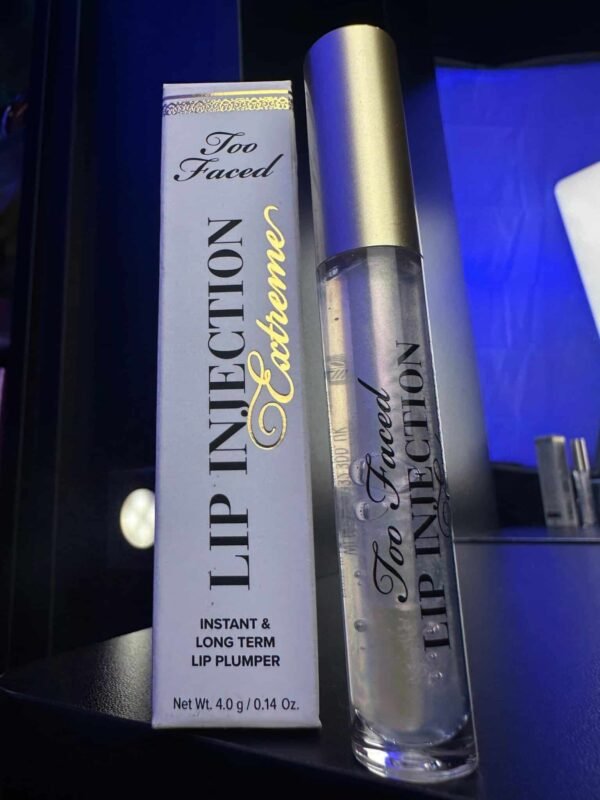 Too
Faced
LIP INJECTION
Extreme
INSTANT &
LONG TERM
LIP PLUMPER
Net Wt. 4.0 g / 0.14 Oz.
Too Faced
LIP INJECTION